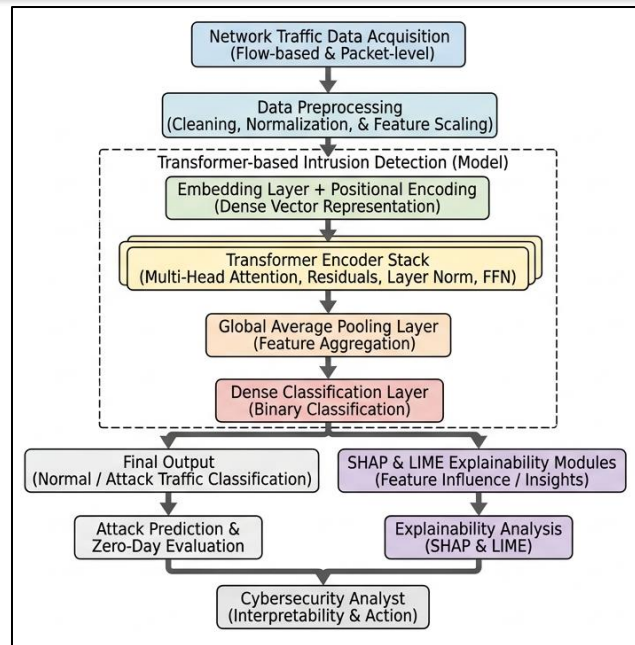 Network Traffic Data Acquisition
(Flow-based & Packet-level)
Data Preprocessing
(Cleaning, Normalization, & Feature Scaling)
Transformer-based Intrusion Detection (Model)
Embedding Layer + Positional Encoding
(Dense Vector Representation)
Transformer Encoder Stack
(Multi-Head Attention, Residuals, Layer Norm, FFN)
Global Average Pooling Layer
(Feature Aggregation)
Dense Classification Layer
(Binary Classification)
Final Output
(Normal / Attack Traffic Classification)
SHAP & LIME Explainability Modules
(Feature Influence / Insights)
Attack Prediction &
Zero-Day Evaluation
Explainability Analysis
(SHAP & LIME)
Cybersecurity Analyst
(Interpretability & Action)